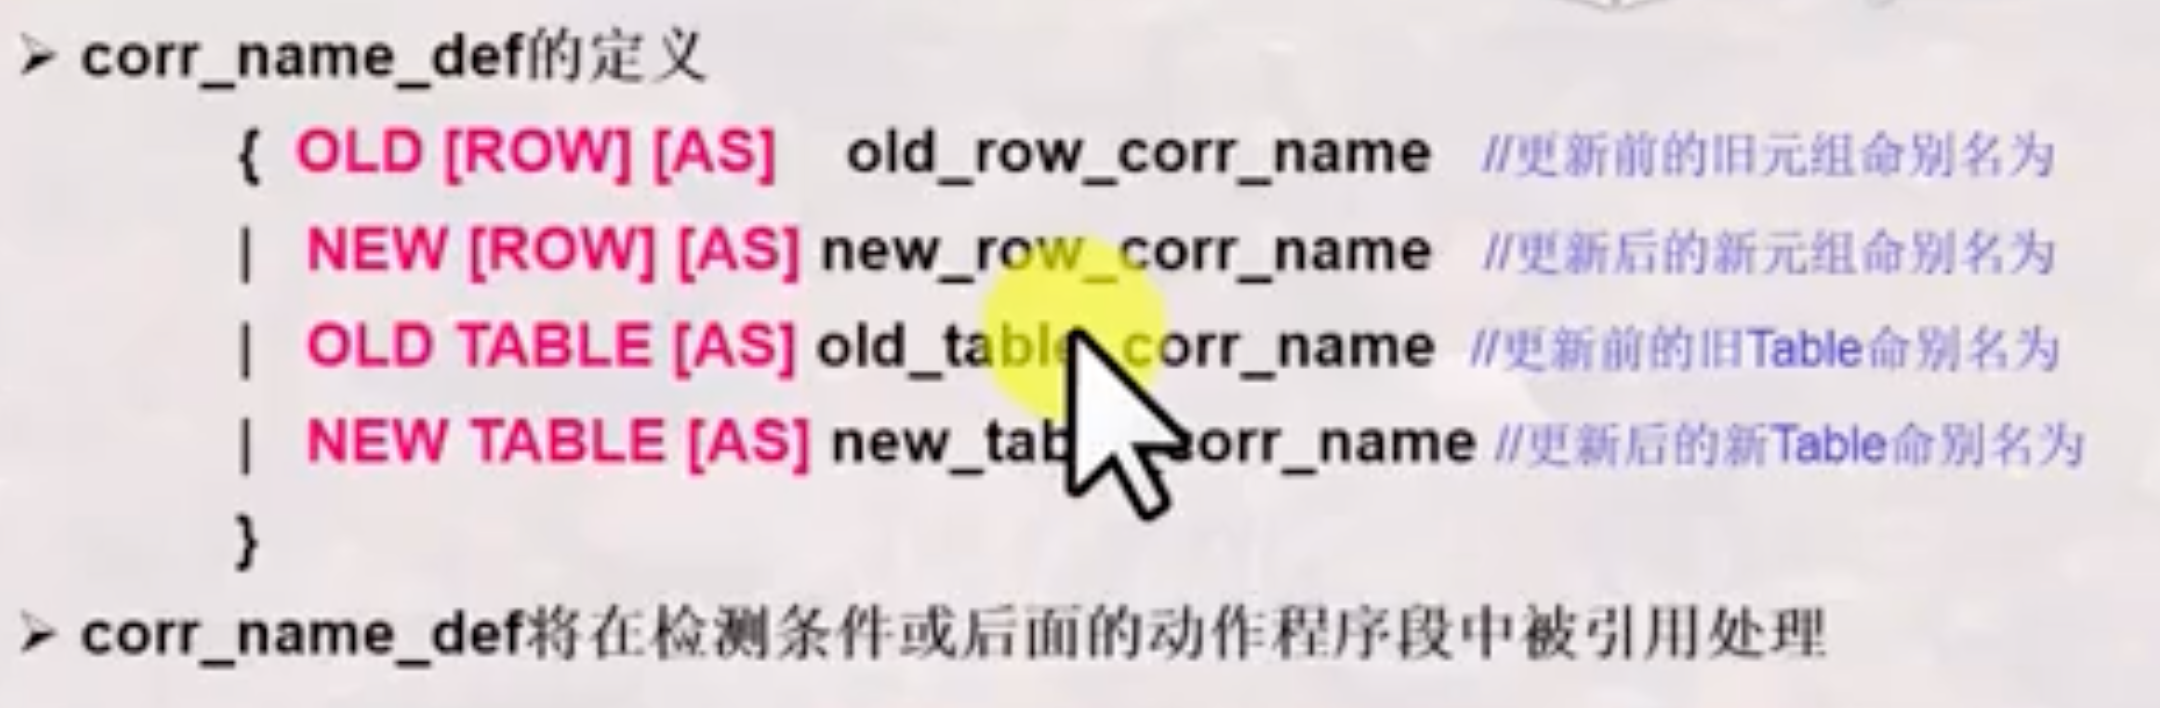 ➢ corr_name_def的定义
{ OLD [ROW] [AS] old_row_corr_name //更新前的旧元组命别名为
| NEW [ROW] [AS] new_row_corr_name //更新后的新元组命别名为
| OLD TABLE [AS] old_table_corr_name //更新前的旧Table命别名为
| NEW TABLE [AS] new_table_corr_name //更新后的新Table命别名为
}
➢ corr_name_def将在检测条件或后面的动作程序段中被引用处理